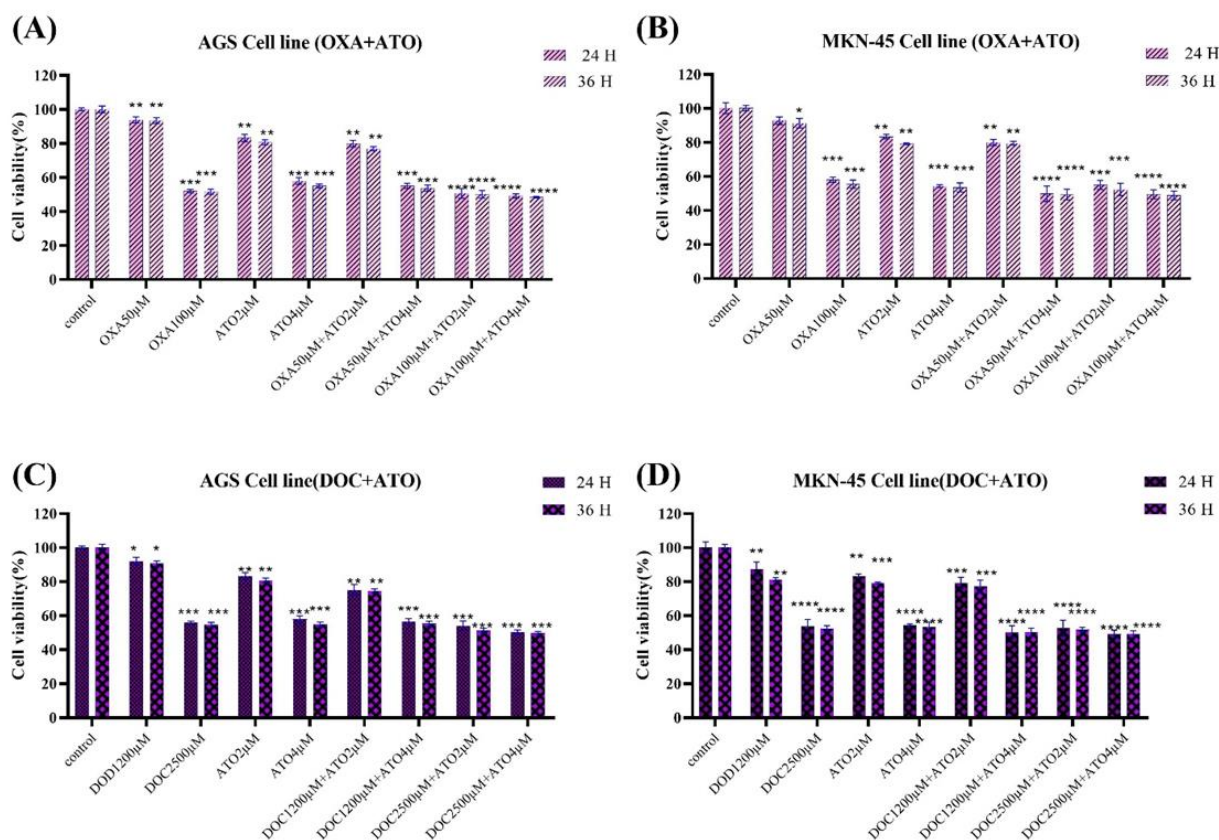 (A)
AGS Cell line (OXA+ATO)
24 H
36 H
Cell viability(%)
120
100
80
60
40
20
0
** **
*** ***
** **
*** ***
** **
*** ***
**** ****
**** ****
control
OXA50μM
OXA100μM
ATO2μM
ATO4μM
OXA50μM+ATO2μM
OXA50μM+ATO4μM
OXA100μM+ATO2μM
OXA100μM+ATO4μM
(B)
MKN-45 Cell line (OXA+ATO)
24 H
36 H
Cell viability(%)
120
100
80
60
40
20
0
*
*** ***
** **
*** ***
** **
**** ****
*** ***
**** ****
control
OXA50μM
OXA100μM
ATO2μM
ATO4μM
OXA50μM+ATO2μM
OXA50μM+ATO4μM
OXA100μM+ATO2μM
OXA100μM+ATO4μM
(C)
AGS Cell line(DOC+ATO)
24 H
36 H
Cell viability(%)
120
100
80
60
40
20
0
* *
*** ***
** **
*** ***
** **
*** ***
*** ***
*** ***
control
DOD1200μM
DOC2500μM
ATO2μM
ATO4μM
DOC1200μM+ATO2μM
DOC1200μM+ATO4μM
DOC2500μM+ATO2μM
DOC2500μM+ATO4μM
(D)
MKN-45 Cell line(DOC+ATO)
24 H
36 H
Cell viability(%)
120
100
80
60
40
20
0
** **
**** ****
** ***
**** ****
*** ***
**** ****
**** ****
**** ****
control
DOD1200μM
DOC2500μM
ATO2μM
ATO4μM
DOC1200μM+ATO2μM
DOC1200μM+ATO4μM
DOC2500μM+ATO2μM
DOC2500μM+ATO4μM